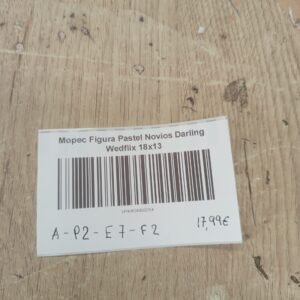 Mopec Figura Pastel Novios Darling
Wedflix 18x13
A-P2-E7-F2
17,99€